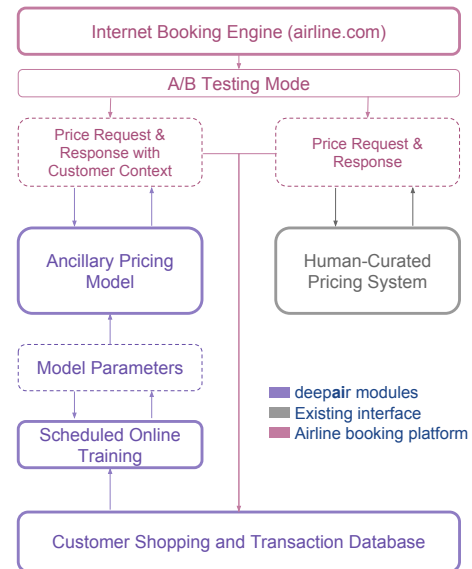 Internet Booking Engine (airline.com)
A/B Testing Mode
Price Request &
Response with
Customer Context
Price Request &
Response
Ancillary Pricing
Model
Human-Curated
Pricing System
Model Parameters
deepair modules
Existing interface
Airline booking platform
Scheduled Online
Training
Customer Shopping and Transaction Database